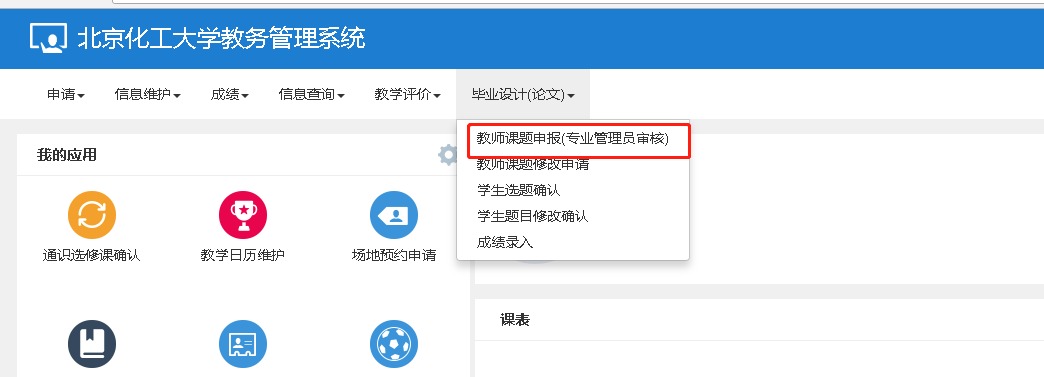 北京化工大学教务管理系统
申请 信息维护 成绩 信息查询 教学评价 毕业设计(论文)
教师课题申报(专业管理员审核)
教师课题修改申请
学生选题确认
学生题目修改确认
成绩录入
我的应用
通识选修课确认 教学日历维护 场地预约申请
课表